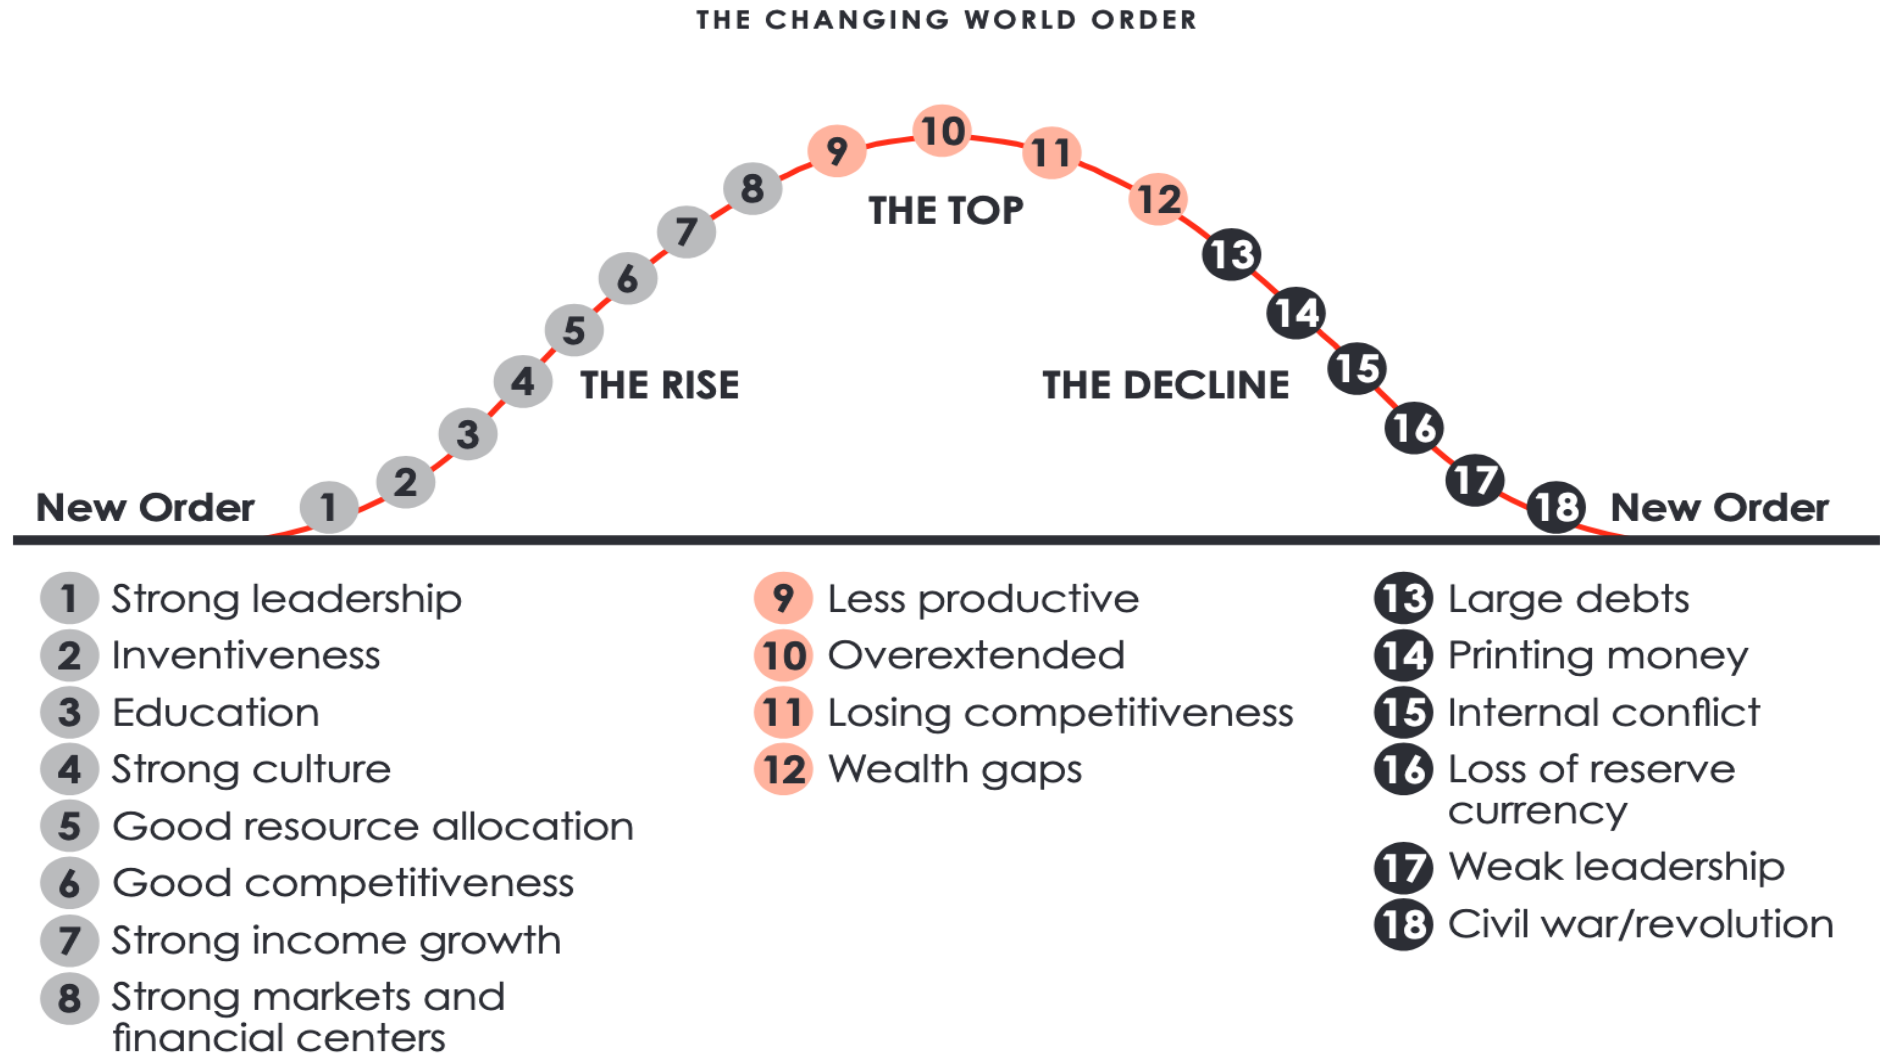 THE CHANGING WORLD ORDER
9
10
11
12
8
7
6
5
4
3
2
1
THE TOP
THE RISE
THE DECLINE
13
14
15
16
17
18
New Order
New Order
1 Strong leadership
2 Inventiveness
3 Education
4 Strong culture
5 Good resource allocation
6 Good competitiveness
7 Strong income growth
8 Strong markets and
financial centers
9 Less productive
10 Overextended
11 Losing competitiveness
12 Wealth gaps
13 Large debts
14 Printing money
15 Internal conflict
16 Loss of reserve
currency
17 Weak leadership
18 Civil war/revolution